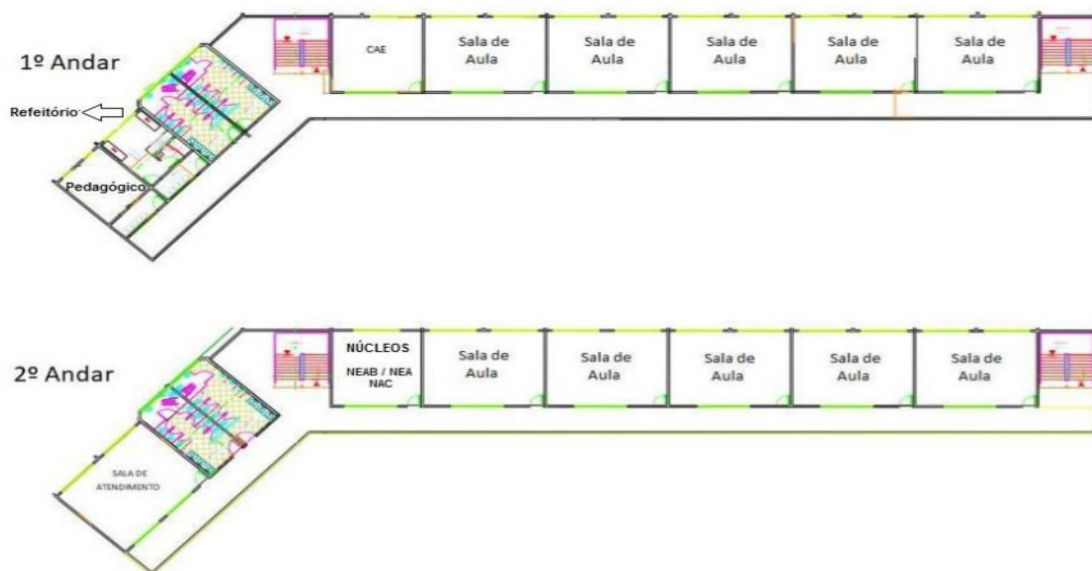 1º Andar
Refeitório
Pedagógico
CAE
Sala de
Aula
Sala de
Aula
Sala de
Aula
Sala de
Aula
Sala de
Aula
2º Andar
SALA DE
ATENDIMENTO
NÚCLEOS
NEAB / NEA
NAC
Sala de
Aula
Sala de
Aula
Sala de
Aula
Sala de
Aula
Sala de
Aula